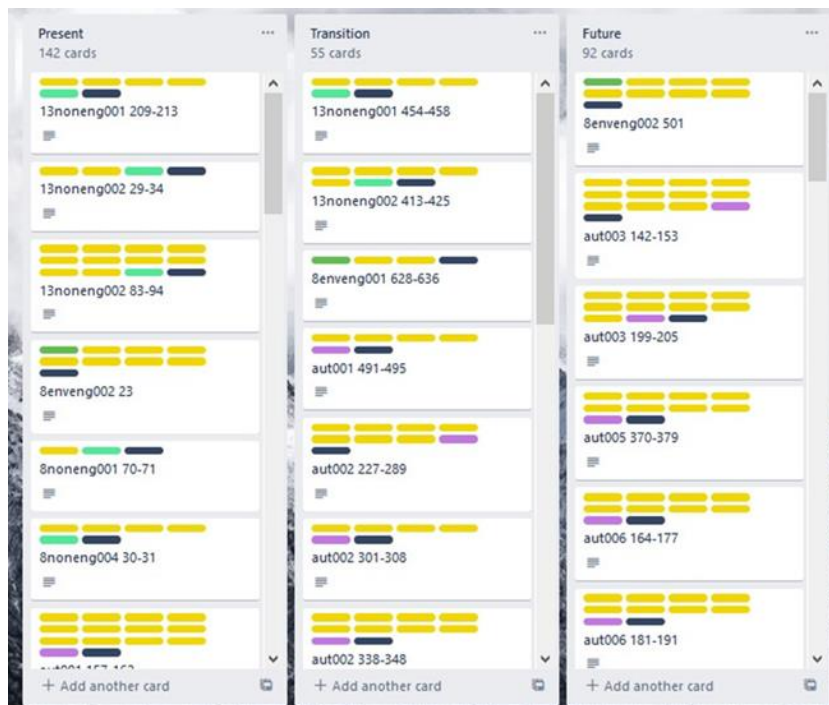 Present
142 cards
13noneng001 209-213
13noneng002 29-34
13noneng002 83-94
8enveng002 23
8noneng001 70-71
8noneng004 30-31
+ Add another card
Transition
55 cards
13noneng001 454-458
13noneng002 413-425
8enveng001 628-636
aut001 491-495
aut002 227-289
aut002 301-308
aut002 338-348
+ Add another card
Future
92 cards
8enveng002 501
aut003 142-153
aut003 199-205
aut005 370-379
aut006 164-177
aut006 181-191
+ Add another card